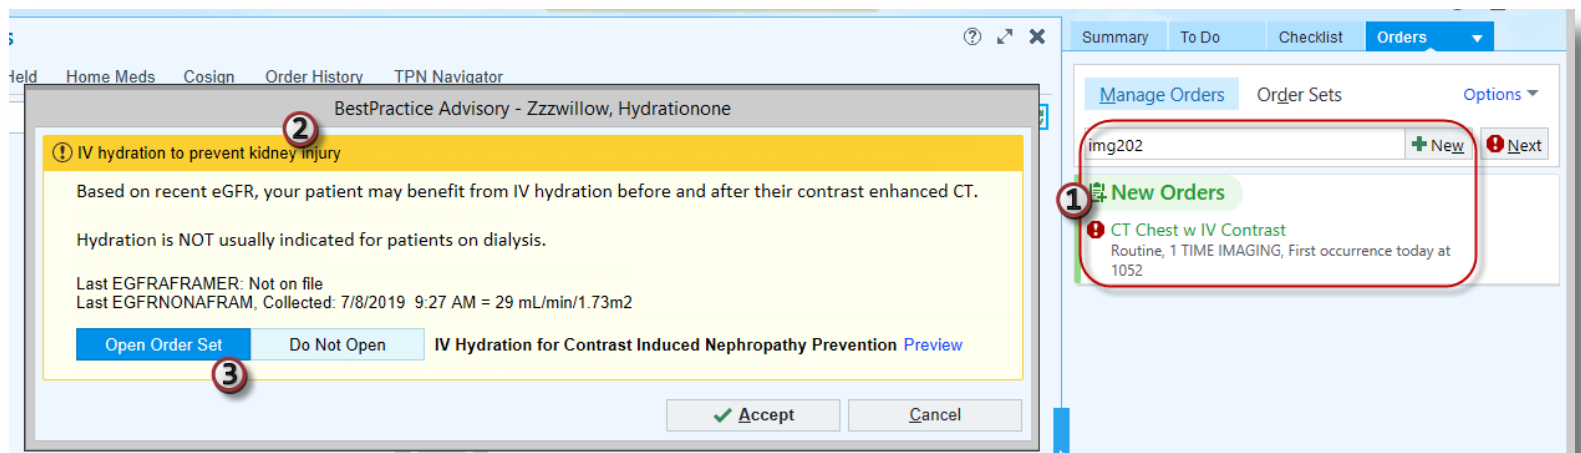 s
Held Home Meds Cosign Order History TPN Navigator
BestPractice Advisory - Zzzwillow, Hydrationone
2
IV hydration to prevent kidney injury
Based on recent eGFR, your patient may benefit from IV hydration before and after their contrast enhanced CT.
Hydration is NOT usually indicated for patients on dialysis.
Last EGFRAFRAMER: Not on file
Last EGFRNONAFRAM, Collected: 7/8/2019 9:27 AM = 29 mL/min/1.73m2
Open Order Set Do Not Open IV Hydration for Contrast Induced Nephropathy Prevention Preview
3
Accept Cancel
Summary To Do Checklist Orders
Manage Orders Order Sets Options
img202 New Next
1
New Orders
CT Chest w IV Contrast
Routine, 1 TIME IMAGING, First occurrence today at
1052